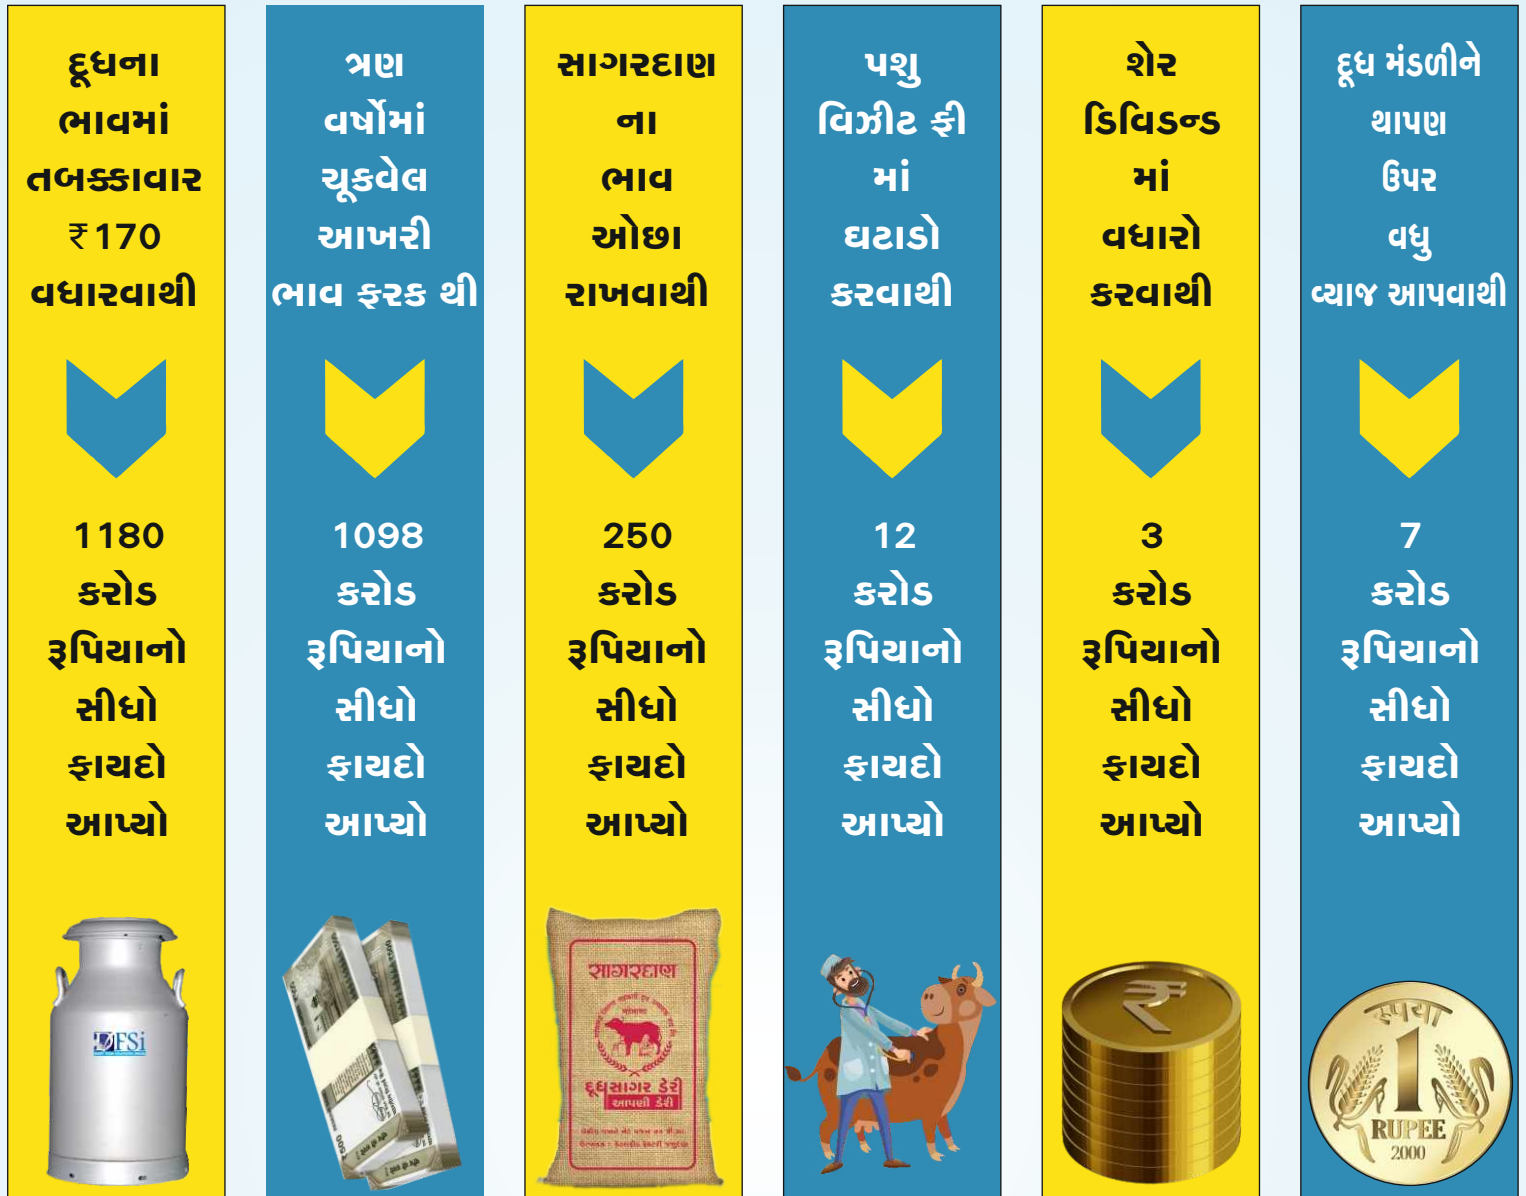 દૂધના
ભાવમાં
તબક્કાવાર
₹170
વધારવાથી
1180
કરોડ
રૂપિયાનો
સીધો
ફાયદો
આપ્યો
DFSi
ત્રણ
વર્ષોમાં
ચૂકવેલ
આખરી
ભાવ ફરક થી
1098
કરોડ
રૂપિયાનો
સીધો
ફાયદો
આપ્યો
સાગરદાણ
ના
ભાવ
ઓછા
રાખવાથી
250
કરોડ
રૂપિયાનો
સીધો
ફાયદો
આપ્યો
સાગરદાણ
દૂધસાગર ડેરી
આપણી ડેરી
પશુ
વિઝીટ ફી
માં
ઘટાડો
કરવાથી
12
કરોડ
રૂપિયાનો
સીધો
ફાયદો
આપ્યો
શેર
ડિવિડન્ડ
માં
વધારો
કરવાથી
3
કરોડ
રૂપિયાનો
સીધો
ફાયદો
આપ્યો
₹
દૂધ મંડળીને
થાપણ
ઉપર
વધુ
વ્યાજ આપવાથી
7
કરોડ
રૂપિયાનો
સીધો
ફાયદો
આપ્યો
रुपया
1
RUPEE
2000